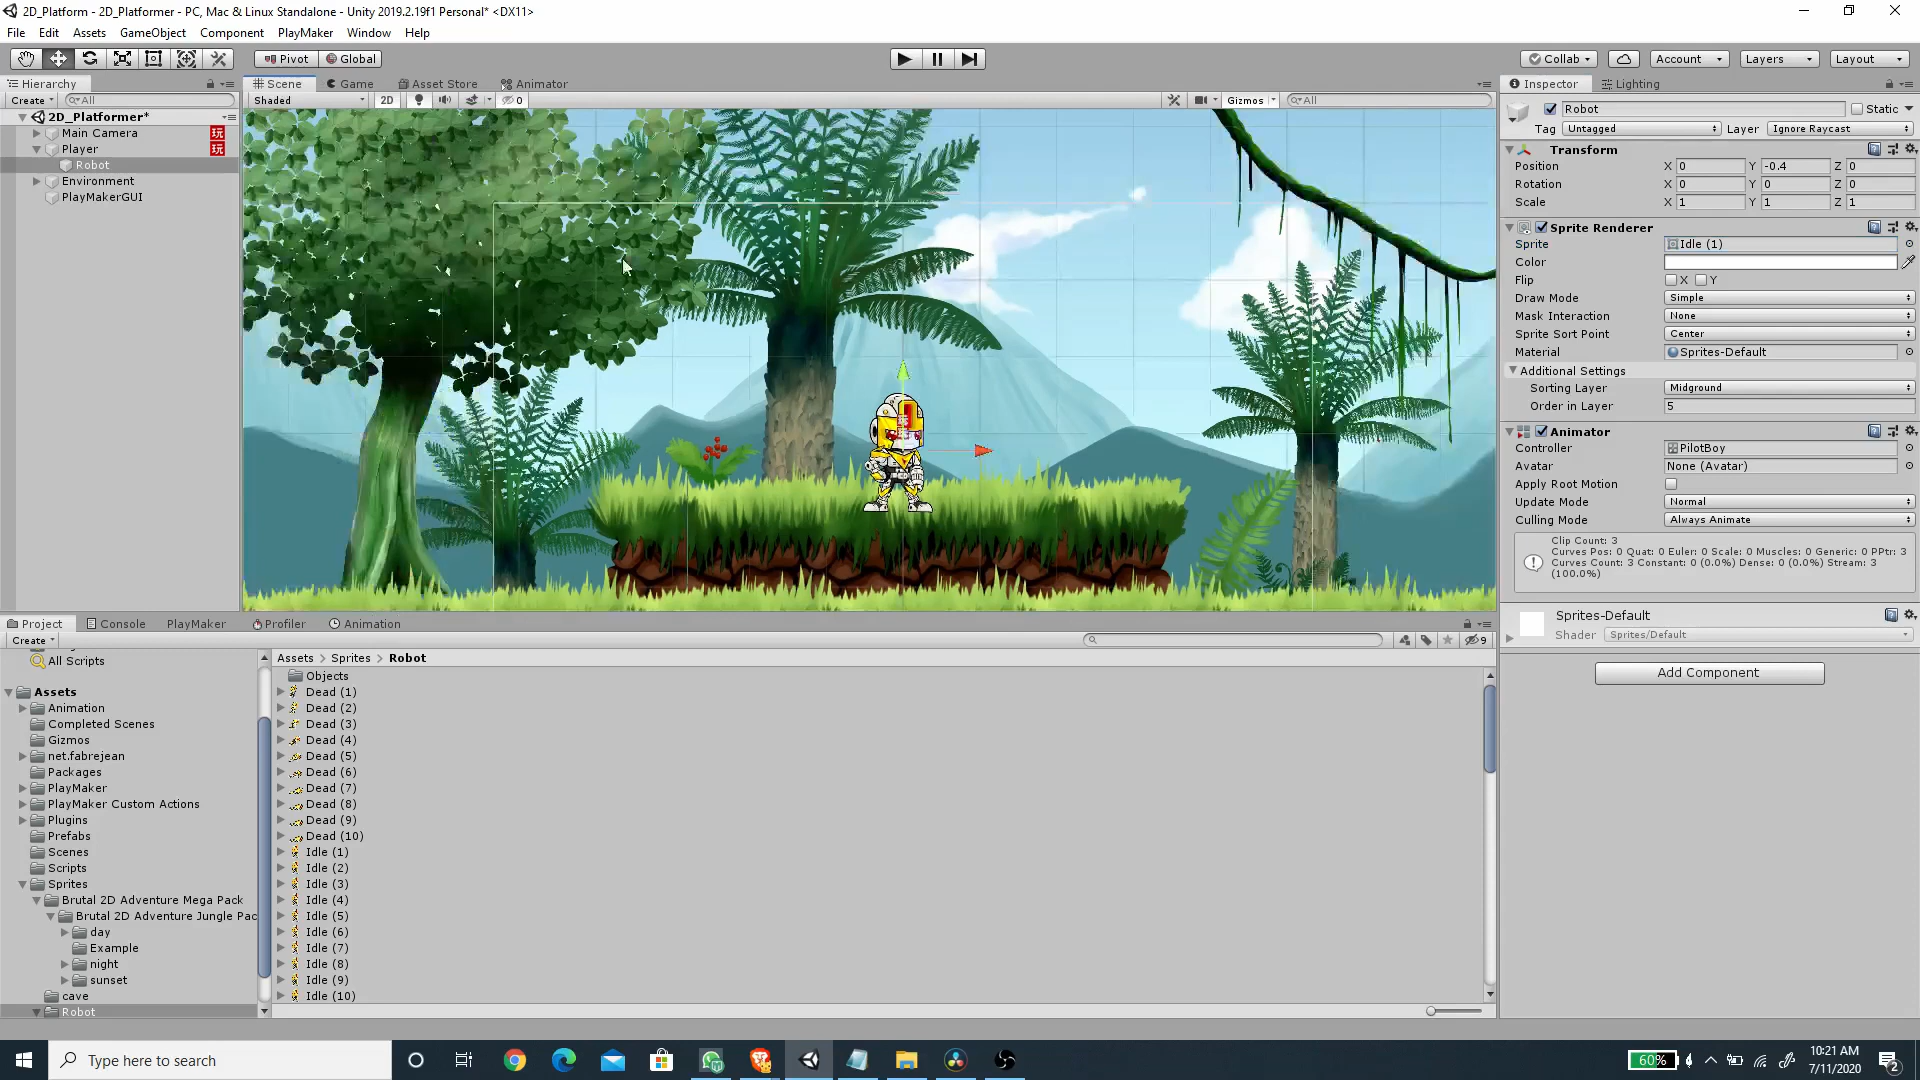 2D_Platform - 2D_Platformer - PC, Mac & Linux Standalone - Unity 2019.2.19f1 Personal* <DX11>
File Edit Assets GameObject Component PlayMaker Window Help
Pivot Global Collab Account Layers Layout
Hierarchy Scene Game Asset Store Animator Inspector Lighting
Create All Shaded 2D 0 Gizmos All
2D_Platformer*
Main Camera 玩
Player 玩
Robot
Environment
PlayMakerGUI
Robot Static
Tag Untagged Layer Ignore Raycast
Transform
Position X 0 Y -0.4 Z 0
Rotation X 0 Y 0 Z 0
Scale X 1 Y 1 Z 1
Sprite Renderer
Sprite Idle (1)
Color
Flip X Y
Draw Mode Simple
Mask Interaction None
Sprite Sort Point Center
Material Sprites-Default
Additional Settings
Sorting Layer Midground
Order in Layer 5
Animator
Controller PilotBoy
Avatar None (Avatar)
Apply Root Motion
Update Mode Normal
Culling Mode Always Animate
Clip Count: 3
Curves Pos: 0 Quat: 0 Euler: 0 Scale: 0 Muscles: 0 Generic: 0 PPtr: 3
Curves Count: 3 Constant: 0 (0.0%) Dense: 0 (0.0%) Stream: 3
(100.0%)
Sprites-Default
Shader Sprites/Default
Add Component
Project Console PlayMaker Profiler Animation
Create 9
All Scripts
Assets
Animation
Completed Scenes
Gizmos
net.fabrejean
Packages
PlayMaker
PlayMaker Custom Actions
Plugins
Prefabs
Scenes
Scripts
Sprites
Brutal 2D Adventure Mega Pack
Brutal 2D Adventure Jungle Pac
day
Example
night
sunset
cave
Robot
Assets > Sprites > Robot
Objects
Dead (1)
Dead (2)
Dead (3)
Dead (4)
Dead (5)
Dead (6)
Dead (7)
Dead (8)
Dead (9)
Dead (10)
Idle (1)
Idle (2)
Idle (3)
Idle (4)
Idle (5)
Idle (6)
Idle (7)
Idle (8)
Idle (9)
Idle (10)
Type here to search
60%
10:21 AM
7/11/2020
2